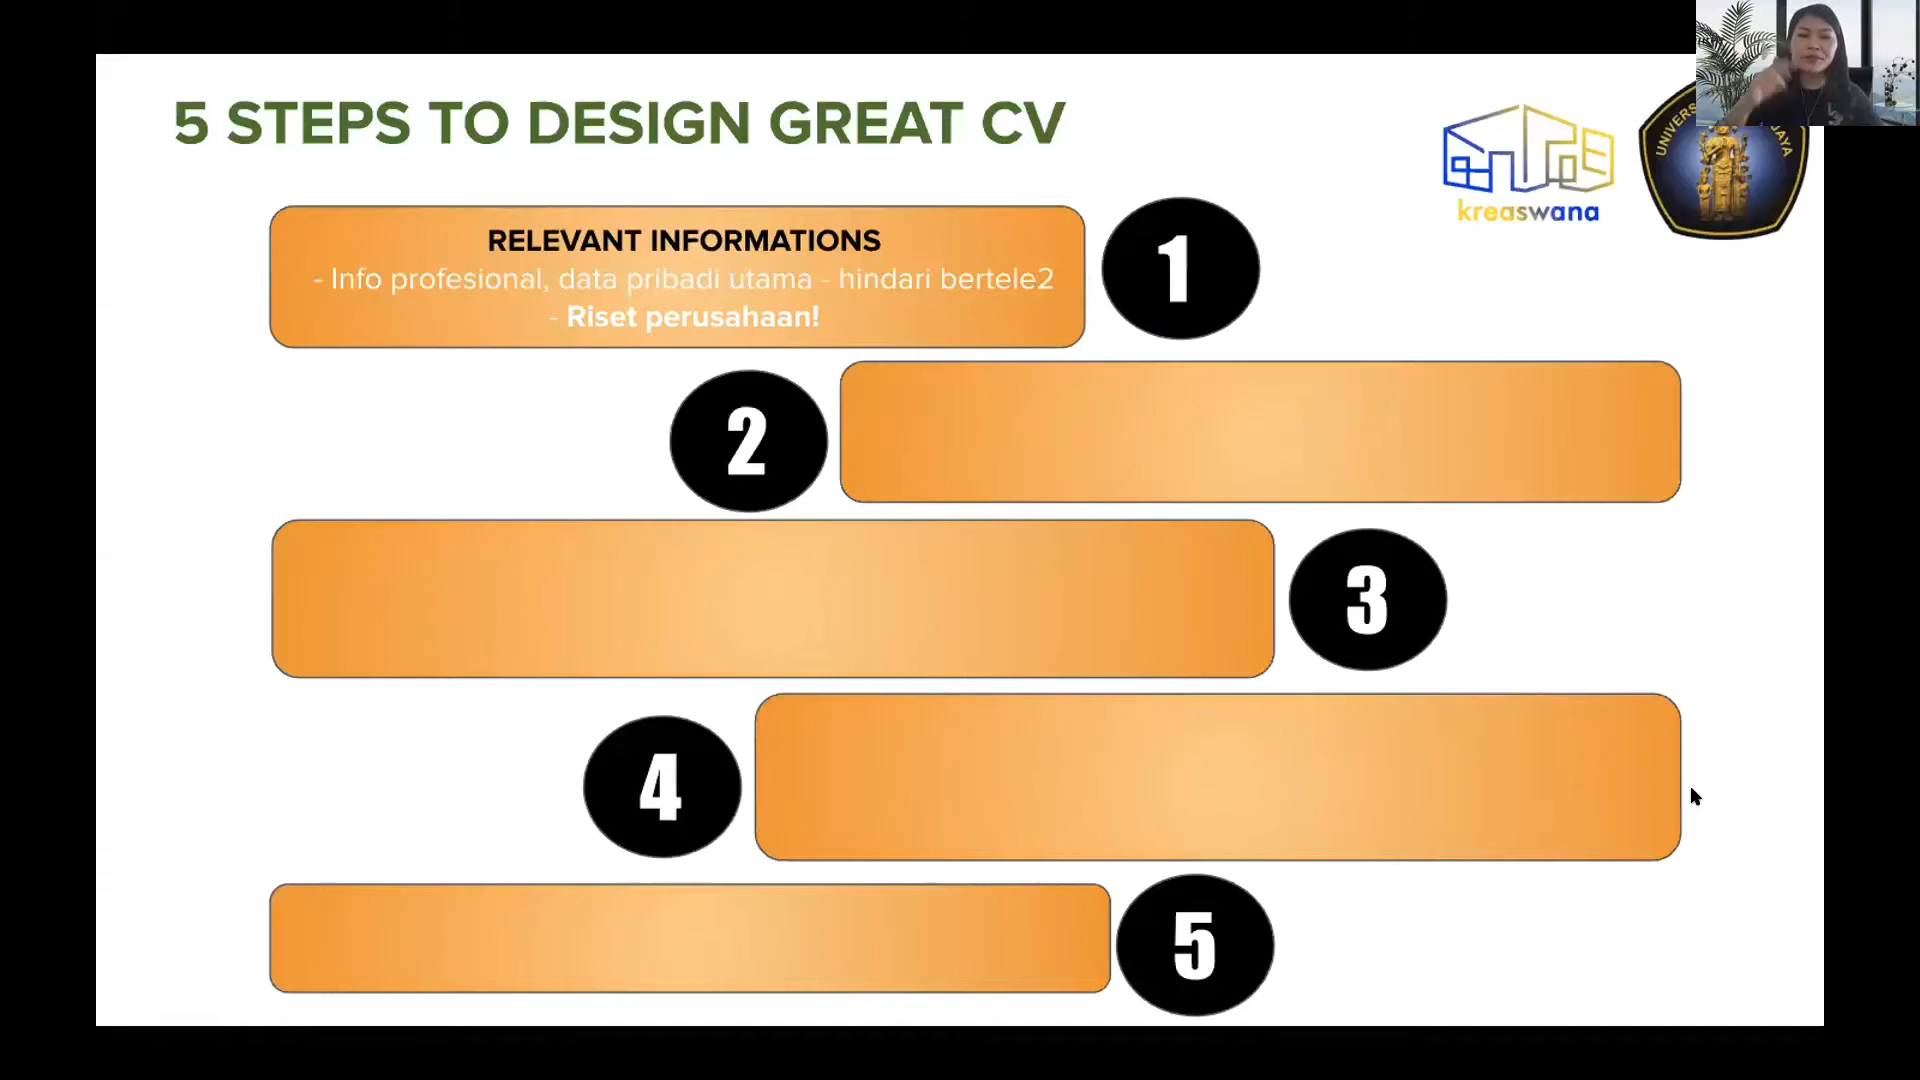 5 STEPS TO DESIGN GREAT CV
kreaswana
RELEVANT INFORMATIONS
- Info profesional, data pribadi utama - hindari bertele2
- Riset perusahaan!
1
2
3
4
5